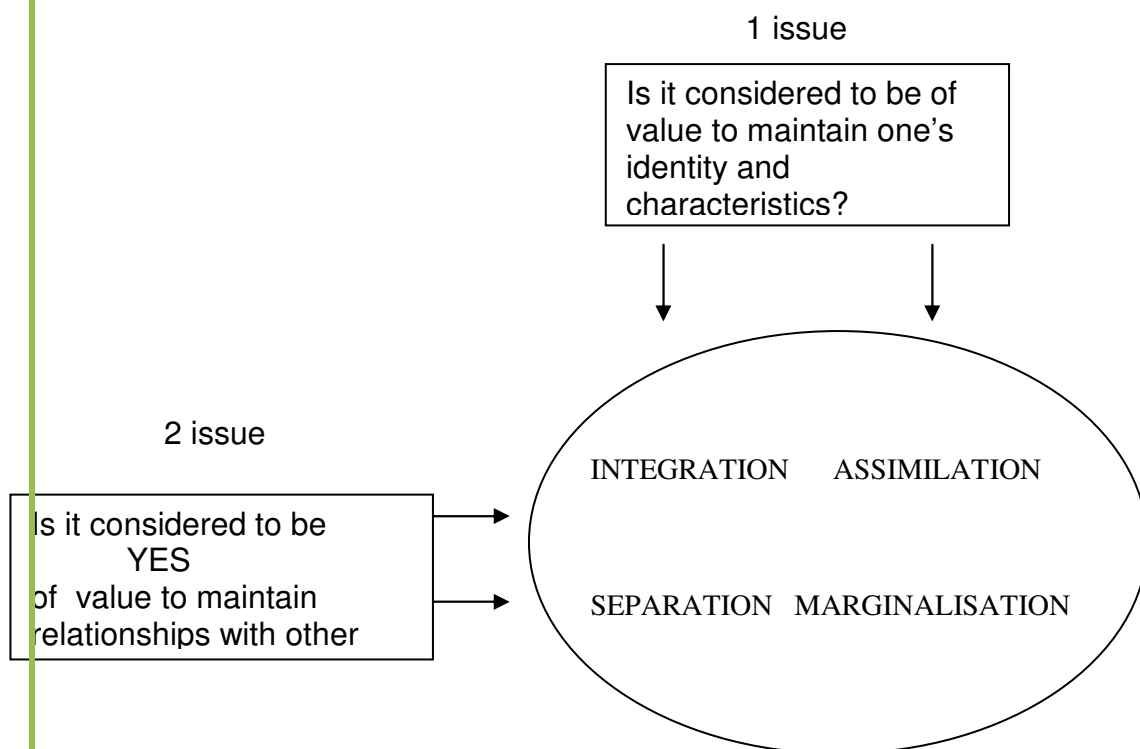 1 issue
Is it considered to be of
value to maintain one's
identity and
characteristics?
2 issue
Is it considered to be
YES
of value to maintain
relationships with other
INTEGRATION ASSIMILATION
SEPARATION MARGINALISATION